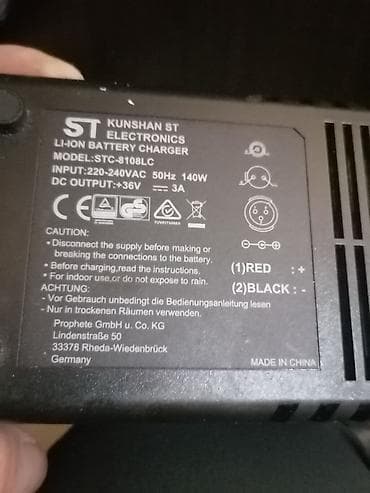 ST KUNSHAN ST
ELECTRONICS
LI-ION BATTERY CHARGER
MODEL:STC-8108LC
INPUT:220-240VAC 50Hz 140W
DC OUTPUT:+36V ⎓ 3A
CAUTION:
• Disconnect the supply before making or
breaking the connections to the battery.
• Before charging,read the instructions.
• For indoor use,or do not expose to rain.
ACHTUNG:
- Vor Gebrauch unbedingt die Bedienungsanleitung lesen
- Nur in trockenen Räumen verwenden.
Prophete GmbH u. Co. KG
Lindenstraße 50
33378 Rheda-Wiedenbrück
Germany
(1)RED : +
(2)BLACK : -
MADE IN CHINA